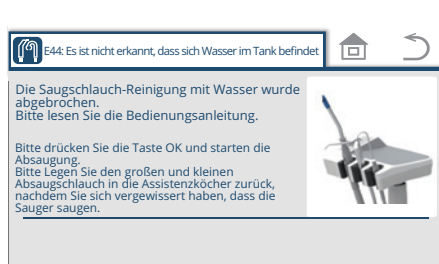 E44: Es ist nicht erkannt, dass sich Wasser im Tank befindet
Die Saugschlauch-Reinigung mit Wasser wurde
abgebrochen.
Bitte lesen Sie die Bedienungsanleitung.
Bitte drücken Sie die Taste OK und starten die
Absaugung.
Bitte Legen Sie den großen und kleinen
Absaugschlauch in die Assistenzköcher zurück,
nachdem Sie sich vergewissert haben, dass die
Sauger saugen.